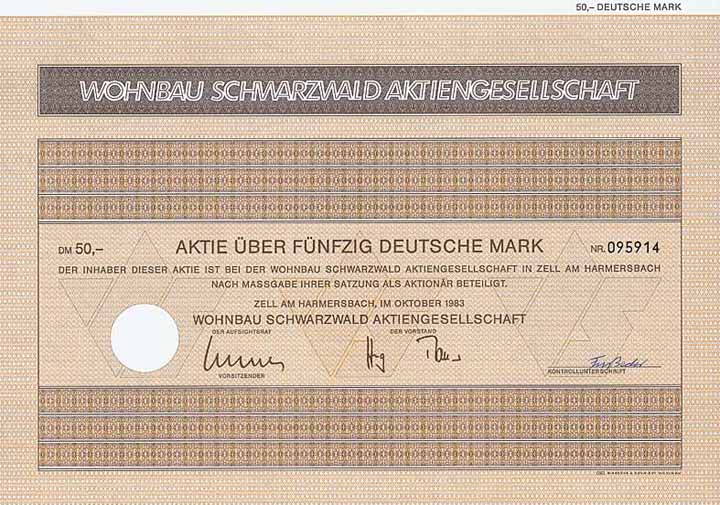 50,– DEUTSCHE MARK
WOHNBAU SCHWARZWALD AKTIENGESELLSCHAFT
DM 50,– AKTIE ÜBER FÜNFZIG DEUTSCHE MARK NR. 095914
DER INHABER DIESER AKTIE IST BEI DER WOHNBAU SCHWARZWALD AKTIENGESELLSCHAFT IN ZELL AM HARMERSBACH
NACH MASSGABE IHRER SATZUNG ALS AKTIONÄR BETEILIGT.
ZELL AM HARMERSBACH, IM OKTOBER 1983
WOHNBAU SCHWARZWALD AKTIENGESELLSCHAFT
DER AUFSICHTSRAT DER VORSTAND
VORSITZENDER KONTROLLUNTERSCHRIFT